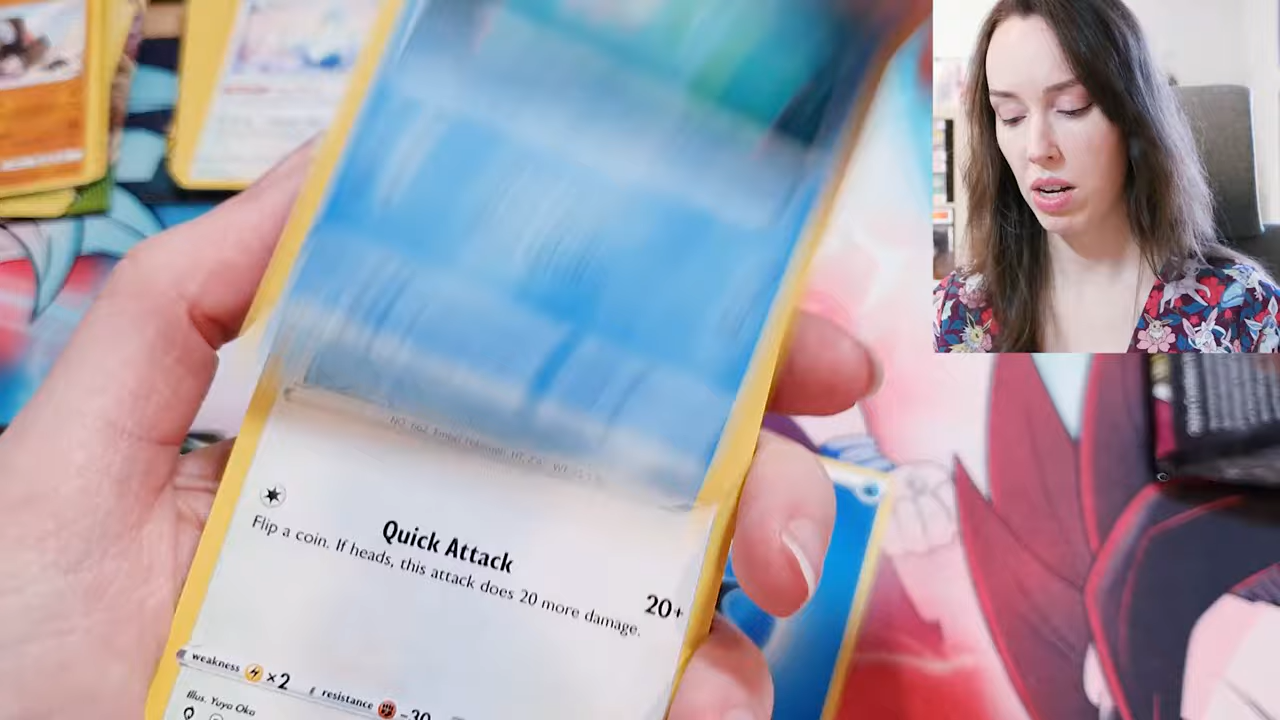 Quick Attack
20+
Flip a coin. If heads, this attack does 20 more damage.
weakness ×2 resistance -30
Illus. Yuya Oka